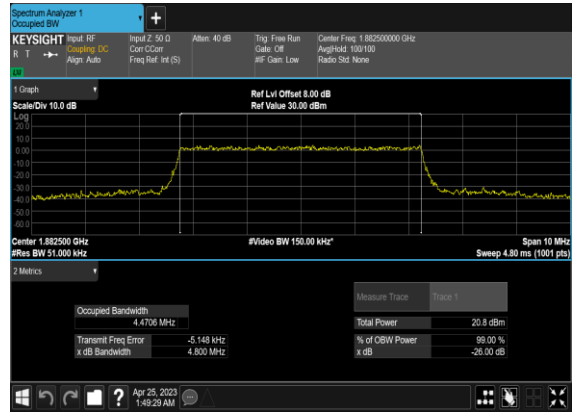 Spectrum Analyzer 1
Occupied BW
+
KEYSIGHT Input: RF Input Z: 50 Ω Atten: 40 dB Trig: Free Run Center Freq: 1.882500000 GHz
R T Coupling: DC Corr CCorr Gate: Off Avg|Hold: 100/100
Align: Auto Freq Ref: Int (S) #IF Gain: Low Radio Std: None
1 Graph
Scale/Div 10.0 dB Ref Lvl Offset 8.00 dB
Ref Value 30.00 dBm
Log
20.0
10.0
0.00
-10.0
-20.0
-30.0
-40.0
-50.0
-60.0
Center 1.882500 GHz #Video BW 150.00 kHz* Span 10 MHz
#Res BW 51.000 kHz Sweep 4.80 ms (1001 pts)
2 Metrics
Measure Trace Trace 1
Occupied Bandwidth
4.4706 MHz Total Power 20.8 dBm
Transmit Freq Error -5.148 kHz % of OBW Power 99.00 %
x dB Bandwidth 4.800 MHz x dB -26.00 dB
? Apr 25, 2023
1:49:29 AM